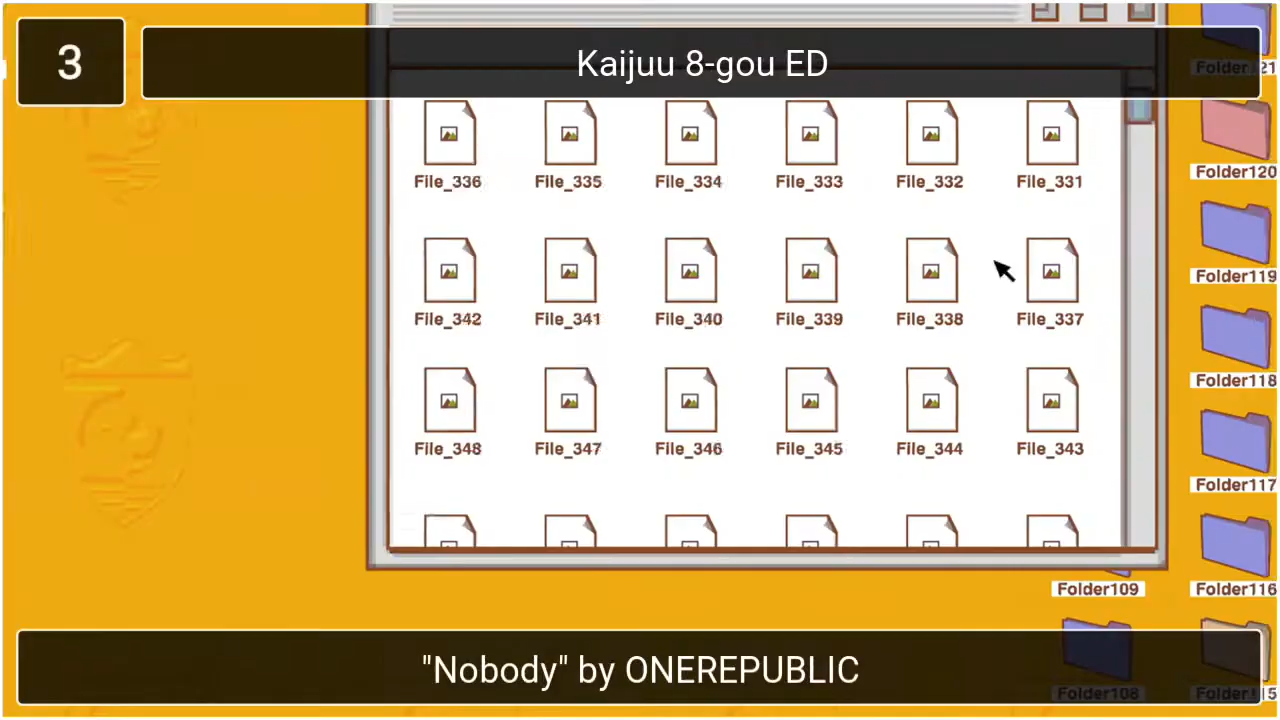 3
Kaijuu 8-gou ED
File_336 File_335 File_334 File_333 File_332 File_331
Folder120
File_342 File_341 File_340 File_339 File_338 File_337
Folder119
Folder118
File_348 File_347 File_346 File_345 File_344 File_343
Folder117
Folder109 Folder116
"Nobody" by ONEREPUBLIC
Folder108